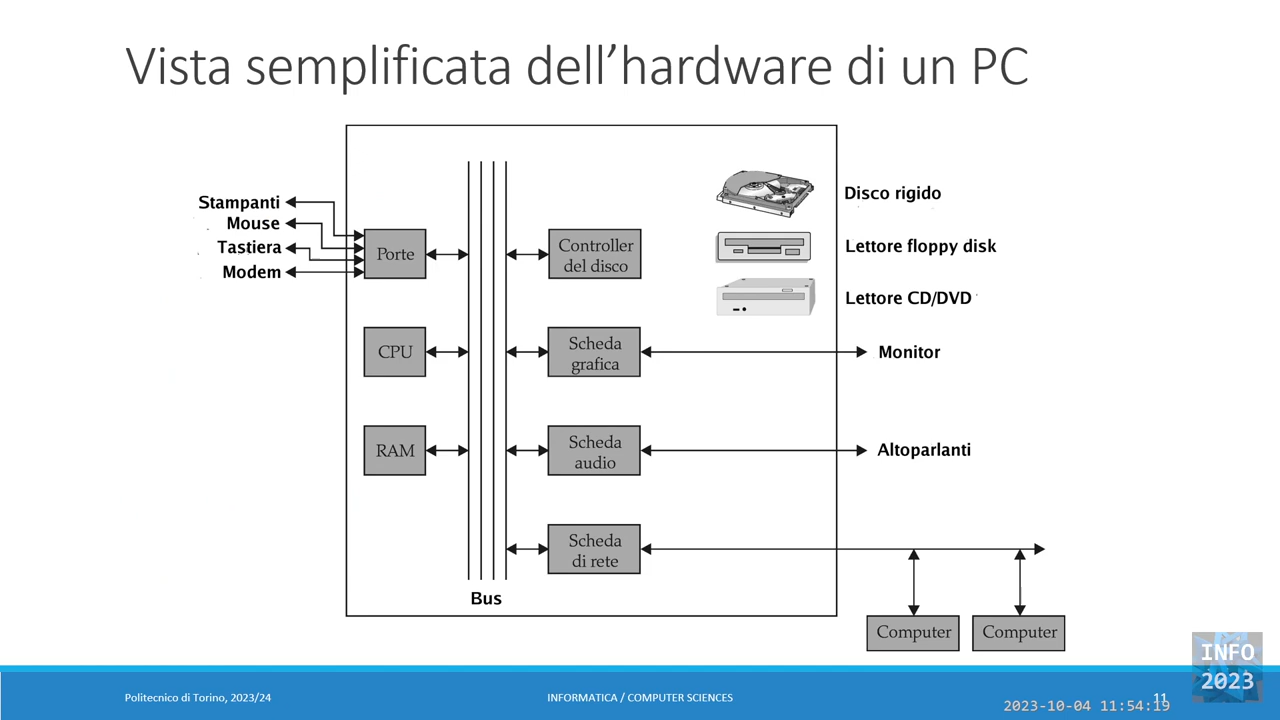 Vista semplificata dell’hardware di un PC
Stampanti
Mouse
Tastiera
Modem
Porte
CPU
RAM
Bus
Controller
del disco
Scheda
grafica
Scheda
audio
Scheda
di rete
Disco rigido
Lettore floppy disk
Lettore CD/DVD
Monitor
Altoparlanti
Computer
Computer
Politecnico di Torino, 2023/24
INFORMATICA / COMPUTER SCIENCES
11
INFO
2023
2023-10-04 11:54:19